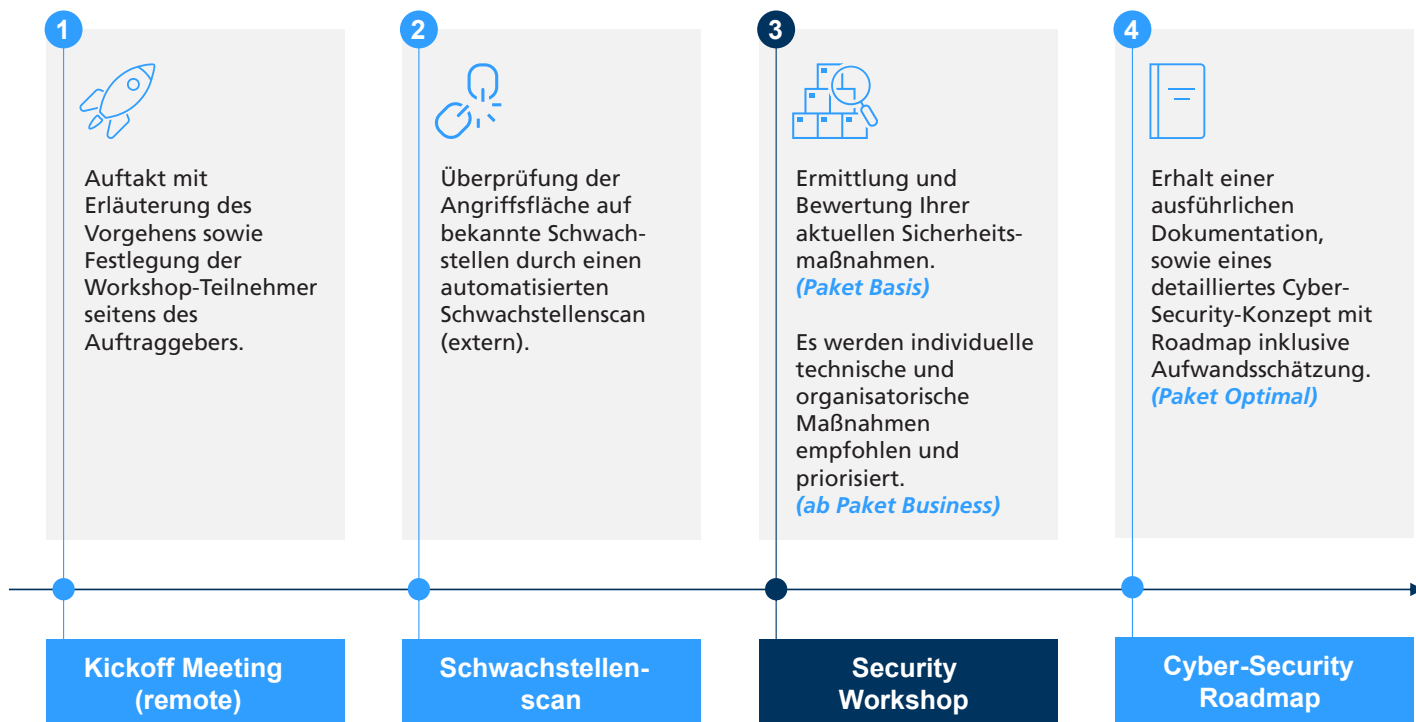 1
Auftakt mit
Erläuterung des
Vorgehens sowie
Festlegung der
Workshop-Teilnehmer
seitens des
Auftraggebers.
Kickoff Meeting
(remote)
2
Überprüfung der
Angriffsfläche auf
bekannte Schwach-
stellen durch einen
automatisierten
Schwachstellenscan
(extern).
Schwachstellen-
scan
3
Ermittlung und
Bewertung Ihrer
aktuellen Sicherheits-
maßnahmen.
(Paket Basis)
Es werden individuelle
technische und
organisatorische
Maßnahmen
empfohlen und
priorisiert.
(ab Paket Business)
Security
Workshop
4
Erhalt einer
ausführlichen
Dokumentation,
sowie eines
detailliertes Cyber-
Security-Konzept mit
Roadmap inklusive
Aufwandsschätzung.
(Paket Optimal)
Cyber-Security
Roadmap